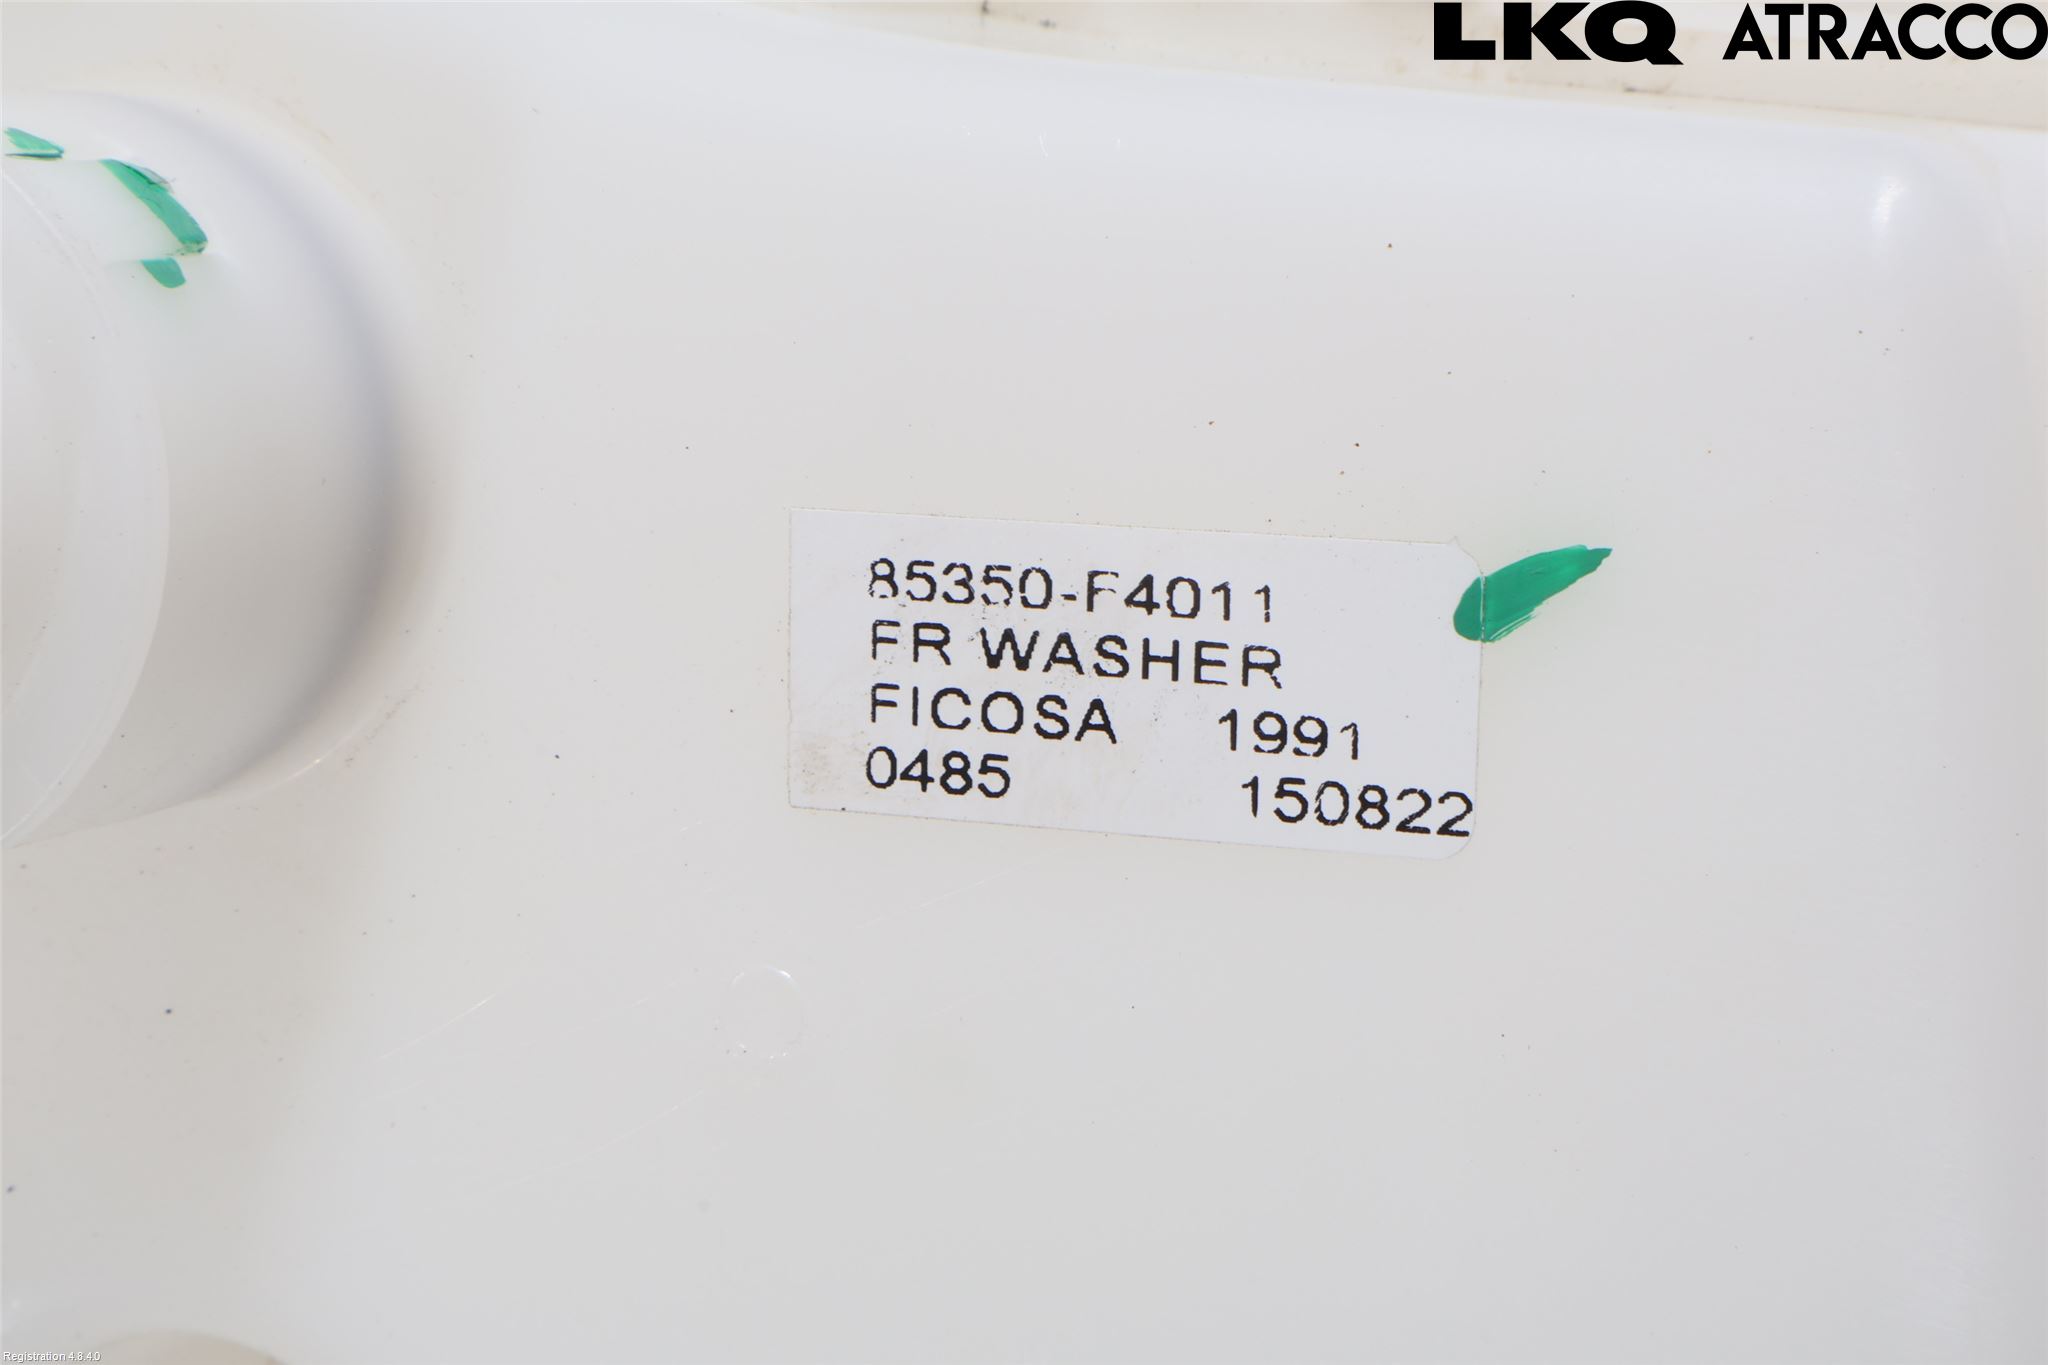 LKQ ATRACCO
85350-F4011
FR WASHER
FICOSA 1991
0485 150822
Registration 4.8.4.0